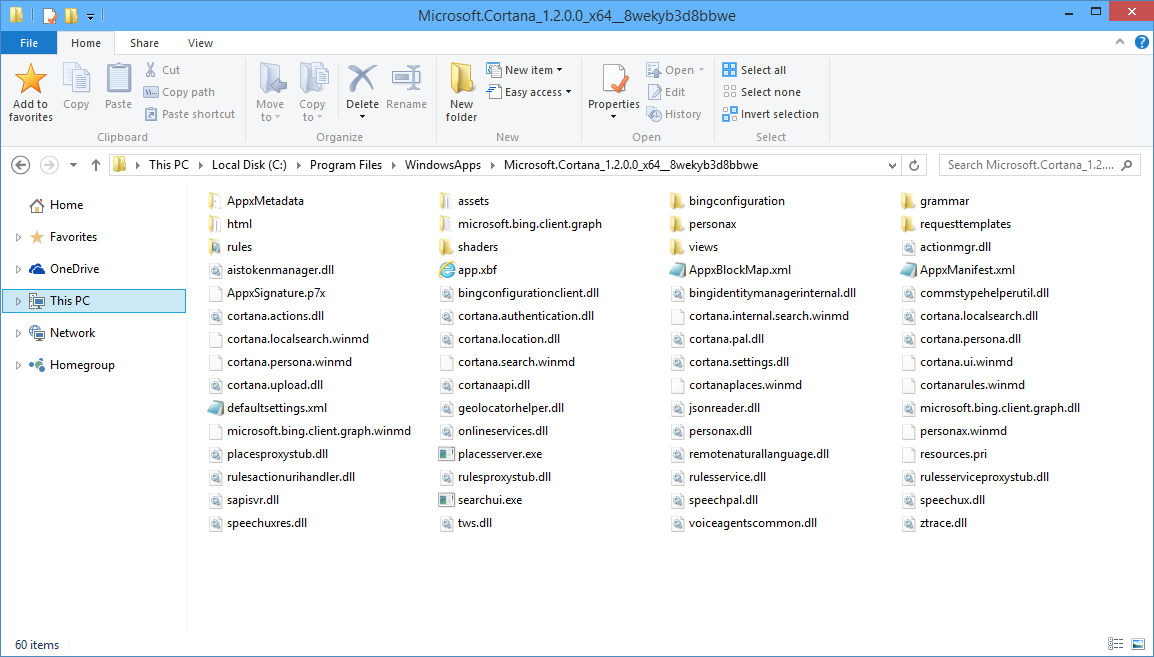 Microsoft.Cortana_1.2.0.0_x64__8wekyb3d8bbwe
File Home Share View
Add to favorites
Copy
Paste
Cut
Copy path
Paste shortcut
Clipboard
Move to
Copy to
Delete
Rename
Organize
New folder
New item
Easy access
New
Properties
Open
Edit
History
Open
Select all
Select none
Invert selection
Select
This PC Local Disk (C:) Program Files WindowsApps Microsoft.Cortana_1.2.0.0_x64__8wekyb3d8bbwe
Search Microsoft.Cortana_1.2....
Home
Favorites
OneDrive
This PC
Network
Homegroup
AppxMetadata assets bingconfiguration grammar
html microsoft.bing.client.graph personax requesttemplates
rules shaders views actionmgr.dll
aistokenmanager.dll app.xbf AppxBlockMap.xml AppxManifest.xml
AppxSignature.p7x bingconfigurationclient.dll bingidentitymanagerinternal.dll commstypehelperutil.dll
cortana.actions.dll cortana.authentication.dll cortana.internal.search.winmd cortana.localsearch.dll
cortana.localsearch.winmd cortana.location.dll cortana.pal.dll cortana.persona.dll
cortana.persona.winmd cortana.search.winmd cortana.settings.dll cortana.ui.winmd
cortana.upload.dll cortanaapi.dll cortanaplaces.winmd cortanarules.winmd
defaultsettings.xml geolocatorhelper.dll jsonreader.dll microsoft.bing.client.graph.dll
microsoft.bing.client.graph.winmd onlineservices.dll personax.dll personax.winmd
placesproxystub.dll placesserver.exe remotenaturallanguage.dll resources.pri
rulesactionurihandler.dll rulesproxystub.dll rulesservice.dll rulesserviceproxystub.dll
sapisvr.dll searchui.exe speechpal.dll speechux.dll
speechuxres.dll tws.dll voiceagentscommon.dll ztrace.dll
60 items